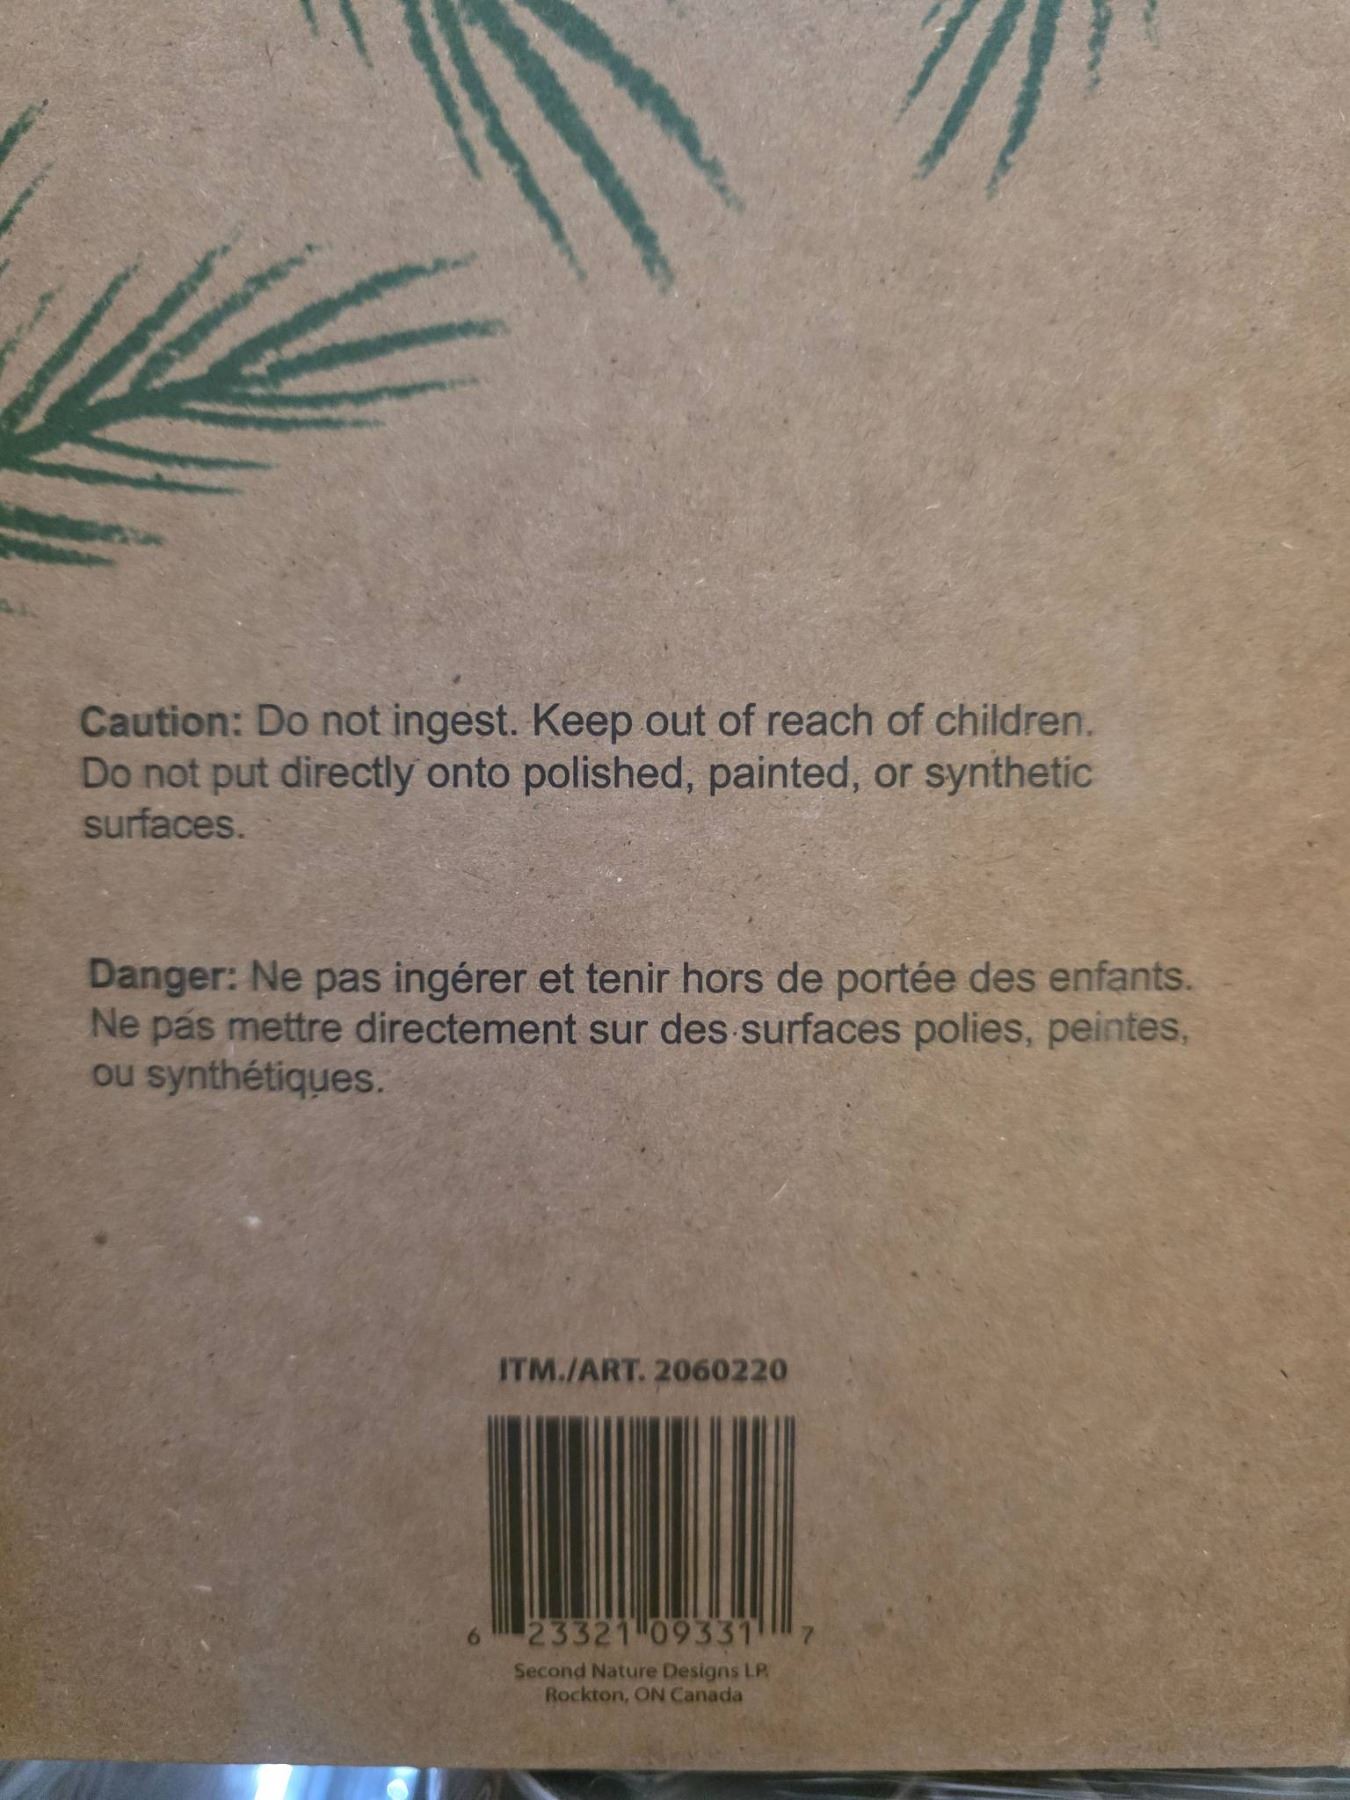 Caution: Do not ingest. Keep out of reach of children.
Do not put directly onto polished, painted, or synthetic
surfaces.
Danger: Ne pas ingérer et tenir hors de portée des enfants.
Ne pas mettre directement sur des surfaces polies, peintes,
ou synthétiques.
ITM./ART. 2060220
6 23321 09331 7
Second Nature Designs LP.
Rockton, ON Canada